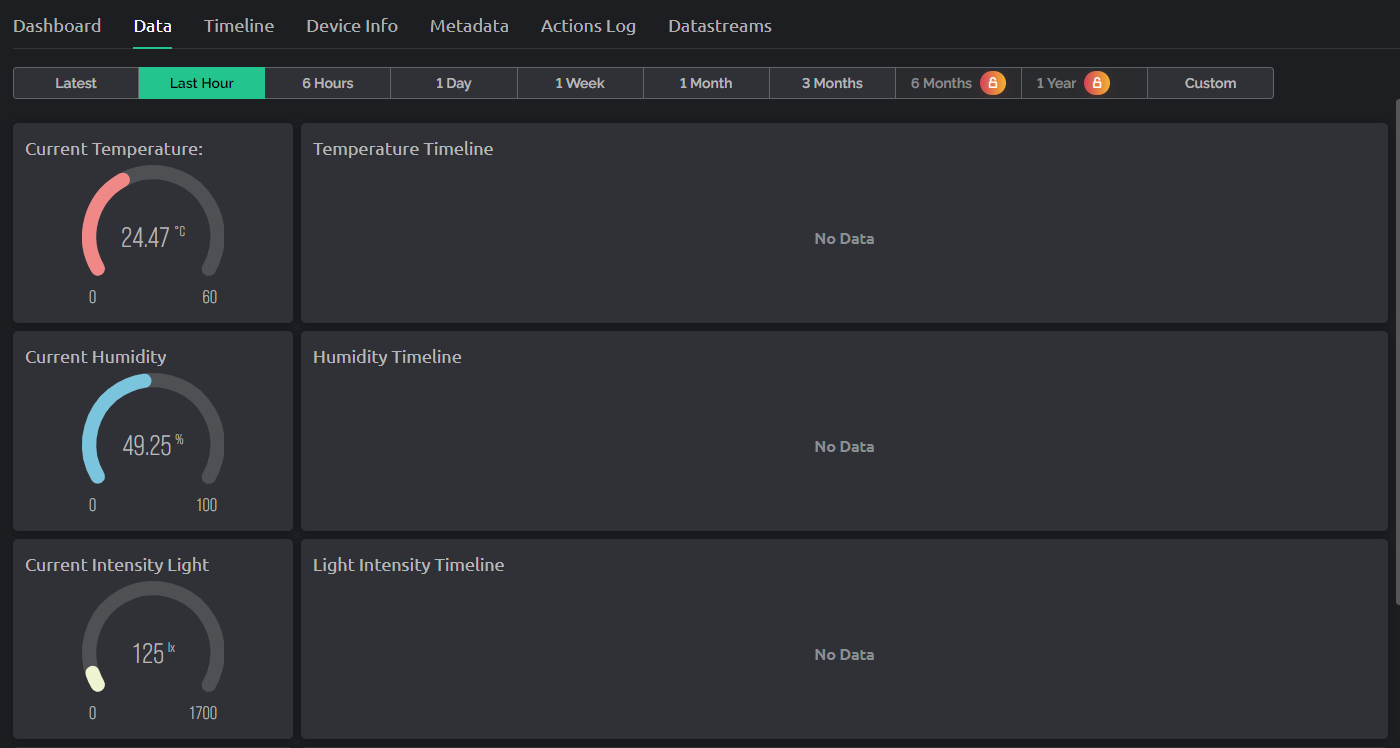 Dashboard Data Timeline Device Info Metadata Actions Log Datastreams
Latest Last Hour 6 Hours 1 Day 1 Week 1 Month 3 Months 6 Months 1 Year Custom
Current Temperature:
24.47 °C
0 60
Temperature Timeline
No Data
Current Humidity
49.25 %
0 100
Humidity Timeline
No Data
Current Intensity Light
125 lx
0 1700
Light Intensity Timeline
No Data